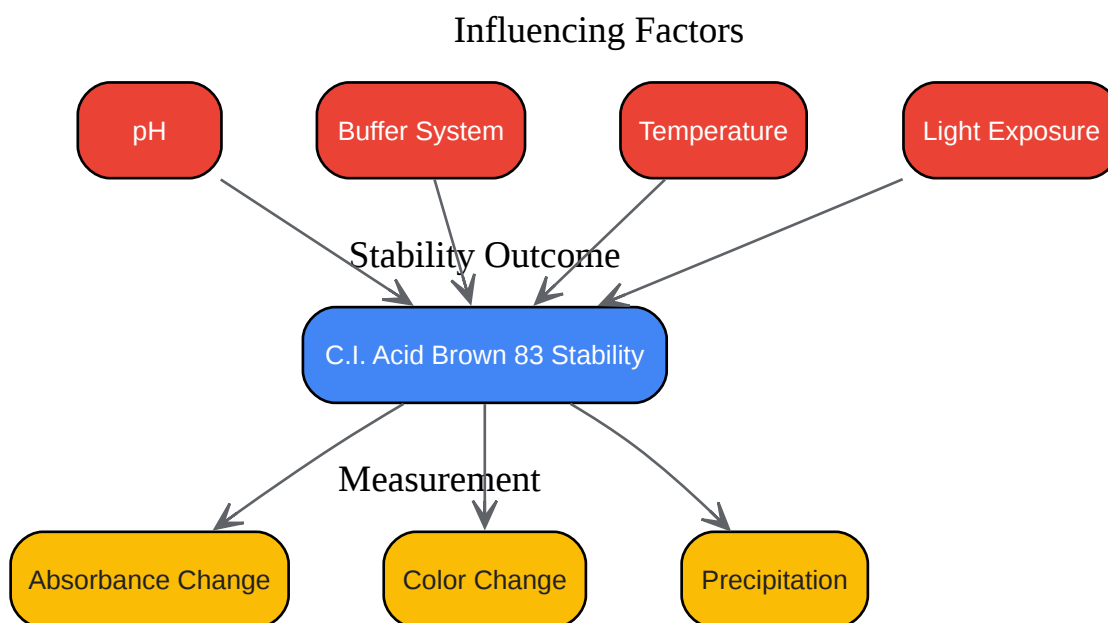 Influencing Factors
pH
Buffer System
Temperature
Light Exposure
Stability Outcome
C.I. Acid Brown 83 Stability
Measurement
Absorbance Change
Color Change
Precipitation